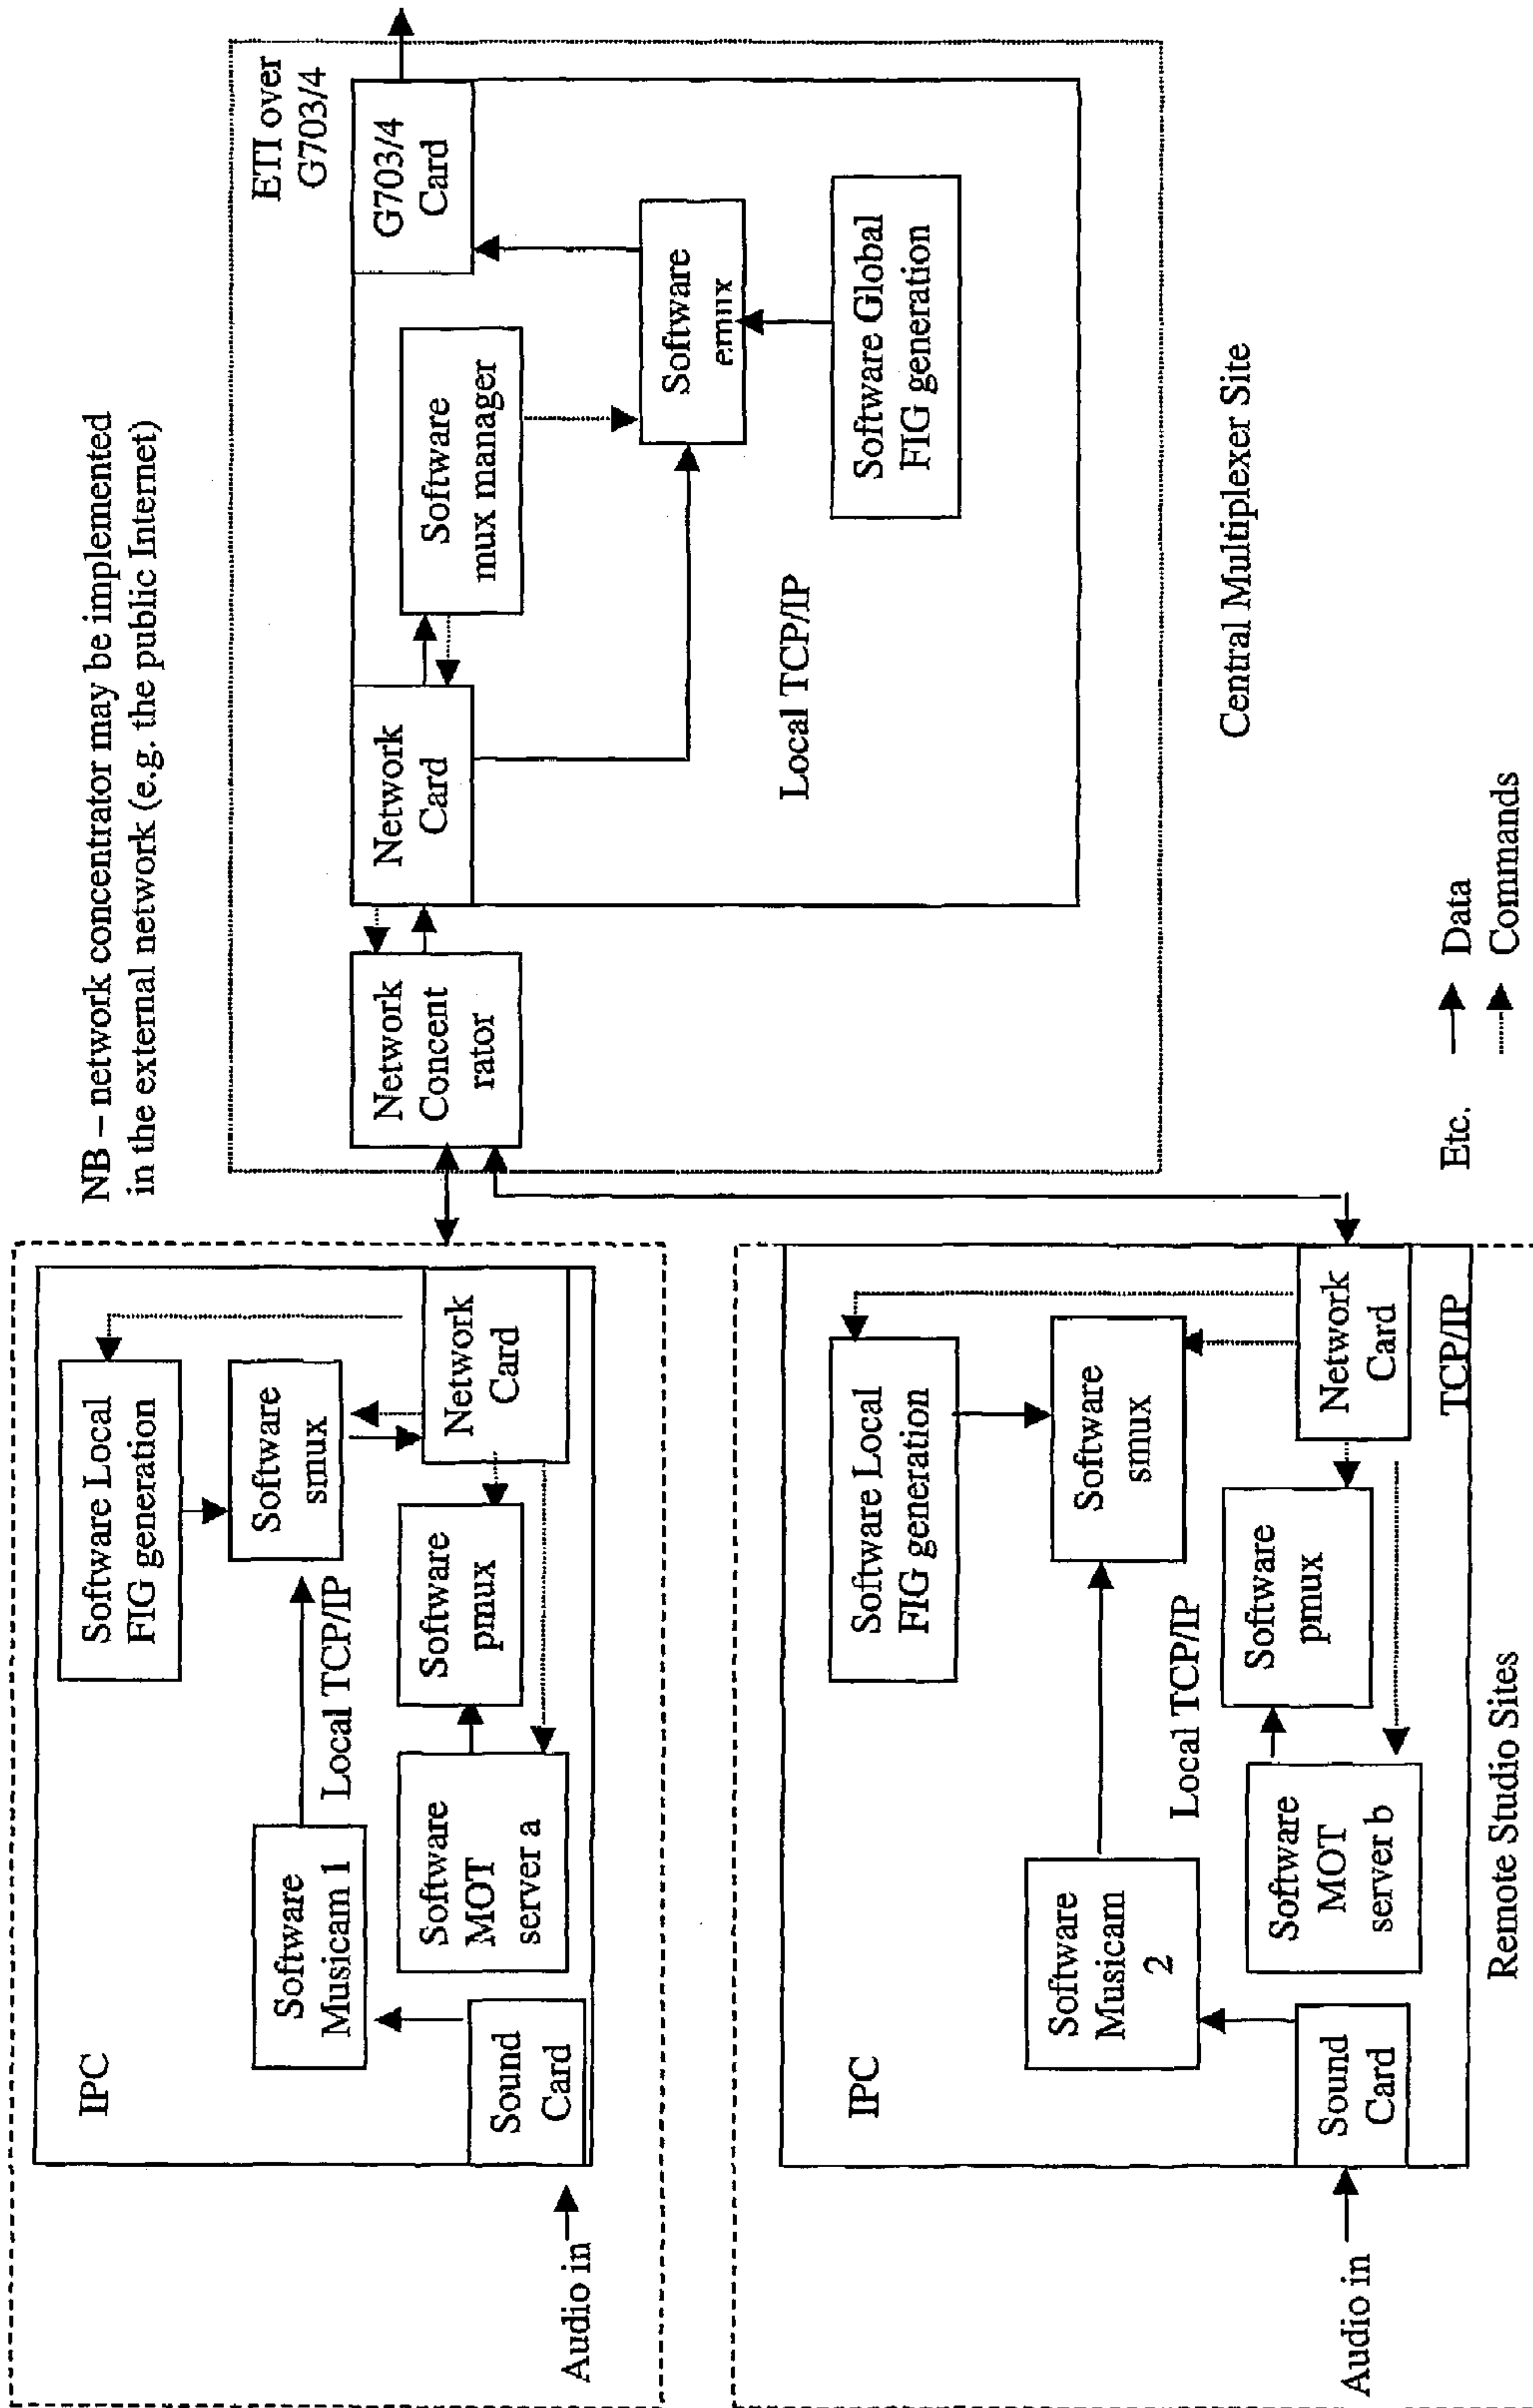 NB – network concentrator may be implemented
in the external network (e.g. the public Internet)
IPC
Software Local
FIG generation
Software
smux
Software
Musicam 1
Local TCP/IP
Software
MOT
server a
Software
pmux
Network
Card
Sound
Card
Audio in
ETI over
G703/4
Network
Concent
rator
Network
Card
Software
mux manager
G703/4
Card
Software
emux
Local TCP/IP
Software Global
FIG generation
Central Multiplexer Site
IPC
Software Local
FIG generation
Software
Musicam
2
Software
smux
Local TCP/IP
Software
MOT
server b
Software
pmux
Sound
Card
Network
Card
Audio in
TCP/IP
Remote Studio Sites
Etc.
Data
Commands